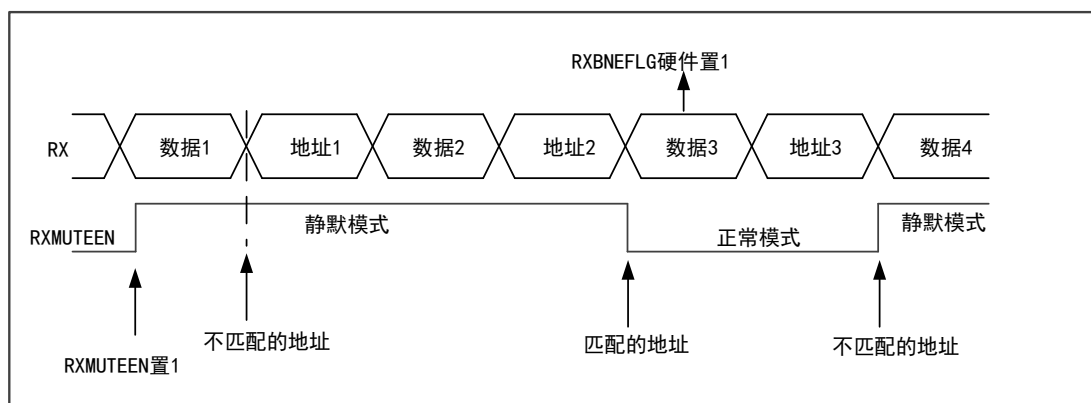 RXBNEFLG硬件置1
RX
数据1
地址1
数据2
地址2
数据3
地址3
数据4
RXMUTEEN
静默模式
正常模式
静默模式
RXMUTEEN置1
不匹配的地址
匹配的地址
不匹配的地址